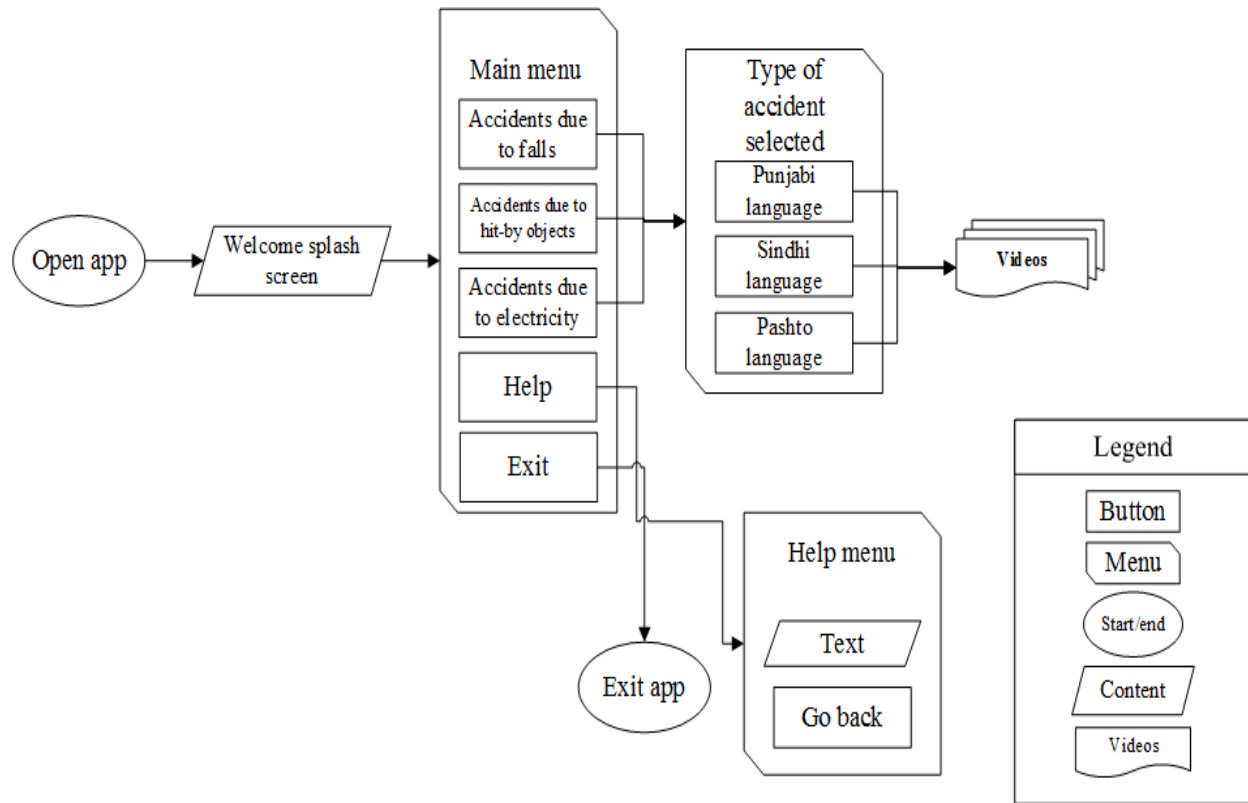 Open app
Welcome splash
screen
Main menu
Accidents due
to falls
Accidents due to
hit-by objects
Accidents due
to electricity
Help
Exit
Type of
accident
selected
Punjabi
language
Sindhi
language
Pashto
language
Videos
Exit app
Help menu
Text
Go back
Legend
Button
Menu
Start/end
Content
Videos